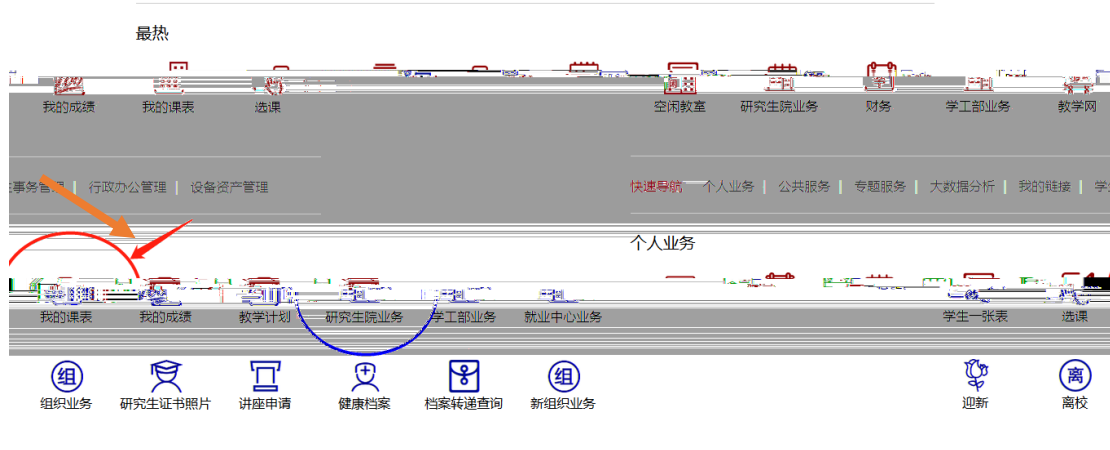 最热
我的成绩 我的课表 选课 空闲教室 研究生院业务 财务 学工部业务 教学网
事务管理 | 行政办公管理 | 设备资产管理 快速导航 个人业务 | 公共服务 | 专题服务 | 大数据分析 | 我的链接 |
个人业务
我的课表 我的成绩 教学计划 研究生院业务 学工部业务 就业中心业务 学生一张表 选课
组 组 离
组织业务 研究生证书照片 讲座申请 健康档案 档案转递查询 新组织业务 迎新 离校